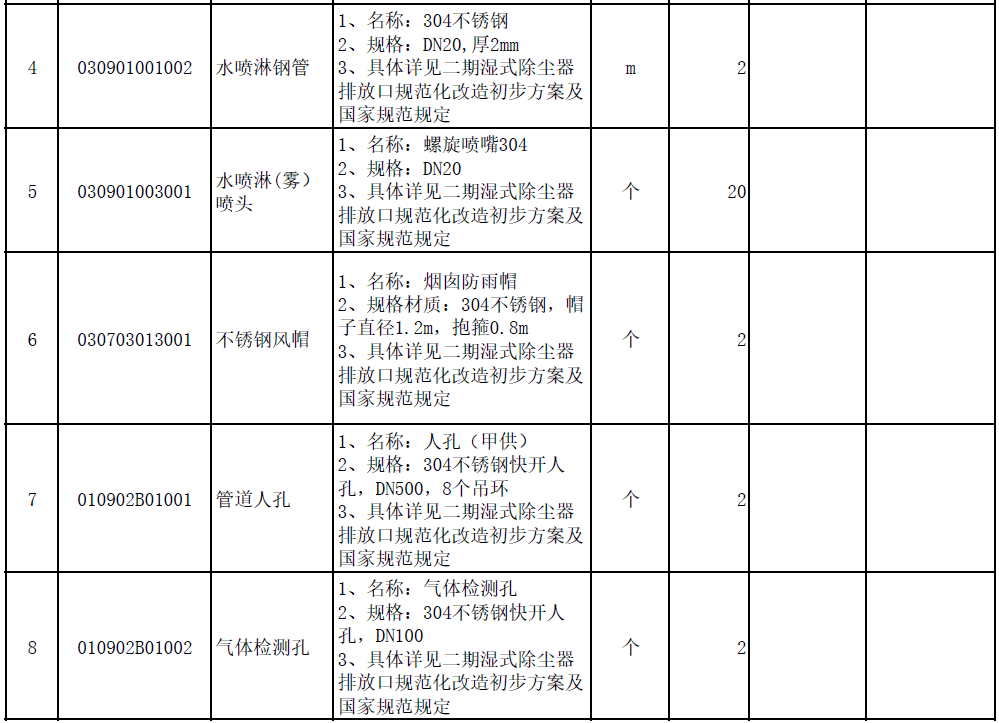 4
030901001002
水喷淋钢管
1、名称：304不锈钢
2、规格：DN20,厚2mm
3、具体详见二期湿式除尘器
排放口规范化改造初步方案及
国家规范规定
m
2
5
030901003001
水喷淋(雾）
喷头
1、名称：螺旋喷嘴304
2、规格：DN20
3、具体详见二期湿式除尘器
排放口规范化改造初步方案及
国家规范规定
个
20
6
030703013001
不锈钢风帽
1、名称：烟囱防雨帽
2、规格材质：304不锈钢，帽
子直径1.2m，抱箍0.8m
3、具体详见二期湿式除尘器
排放口规范化改造初步方案及
国家规范规定
个
2
7
010902B01001
管道人孔
1、名称：人孔（甲供）
2、规格：304不锈钢快开人
孔，DN500，8个吊环
3、具体详见二期湿式除尘器
排放口规范化改造初步方案及
国家规范规定
个
2
8
010902B01002
气体检测孔
1、名称：气体检测孔
2、规格：304不锈钢快开人
孔，DN100
3、具体详见二期湿式除尘器
排放口规范化改造初步方案及
国家规范规定
个
2